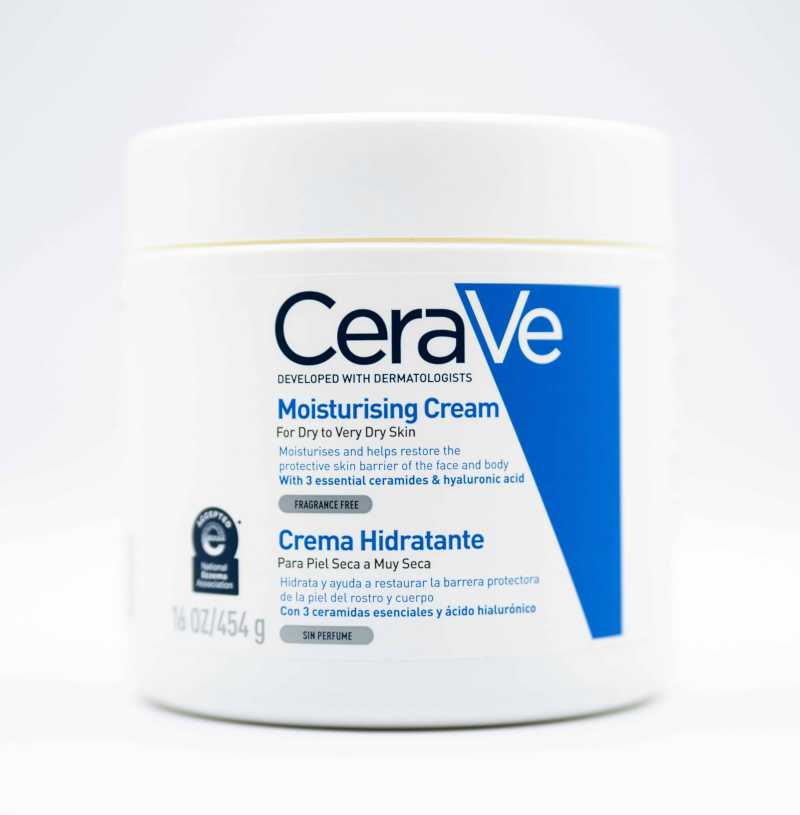 CeraVe
DEVELOPED WITH DERMATOLOGISTS
Moisturising Cream
For Dry to Very Dry Skin
Moisturises and helps restore the
protective skin barrier of the face and body
With 3 essential ceramides & hyaluronic acid
FRAGRANCE FREE
Crema Hidratante
Para Piel Seca a Muy Seca
Hidrata y ayuda a restaurar la barrera protectora
de la piel del rostro y cuerpo
Con 3 ceramidas esenciales y ácido hialurónico
SIN PERFUME
ACCEPTED
e
National
Eczema
Association
16 OZ/454 g